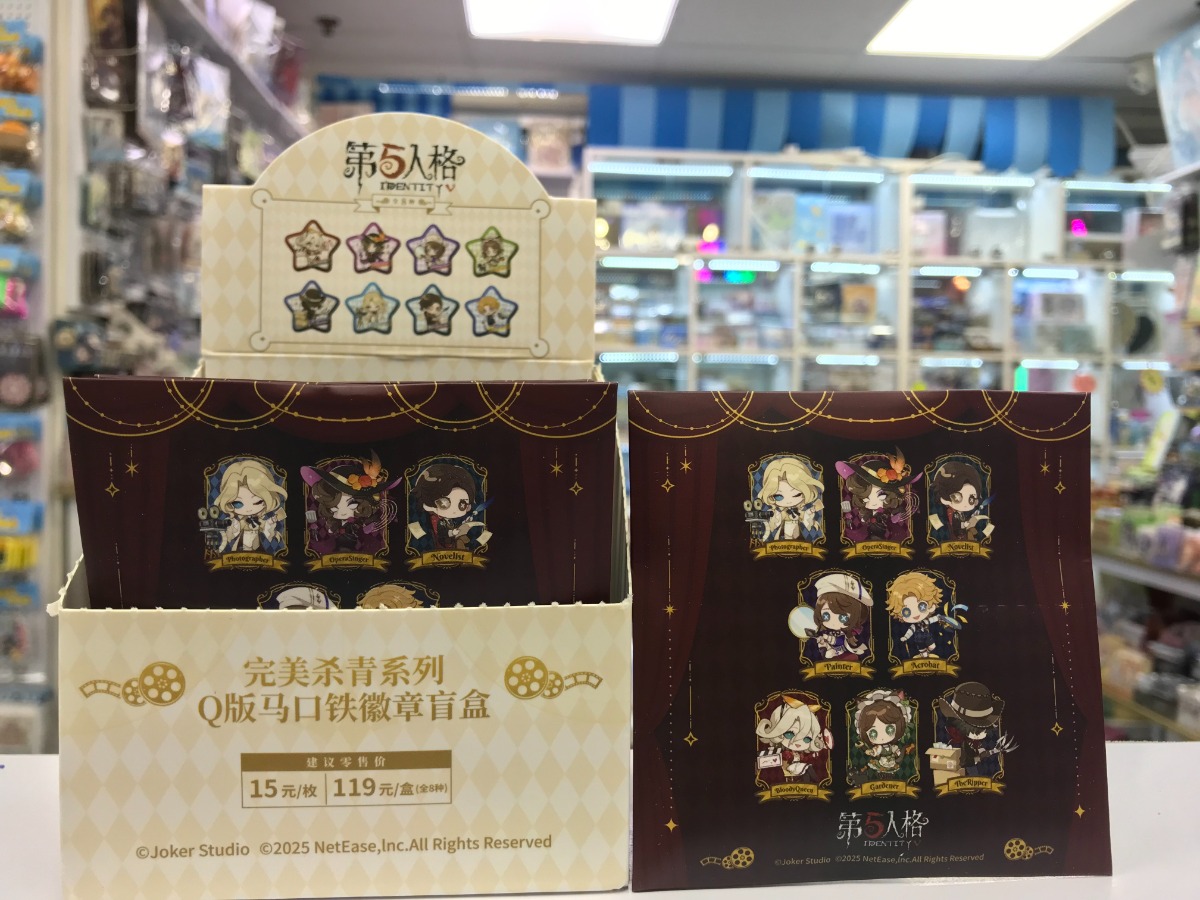 第5人格
IDENTITY V
Photographer
OperaSinger
Novelist
完美杀青系列
Q版马口铁徽章盲盒
建议零售价
15元/枚 119元/盒(全8种)
©Joker Studio ©2025 NetEase,Inc.All Rights Reserved
Photographer
OperaSinger
Novelist
Painter
Acrobat
BloodyQueen
Gardener
TheRipper
第5人格
IDENTITY V
©Joker Studio ©2025 NetEase,Inc.All Rights Reserved